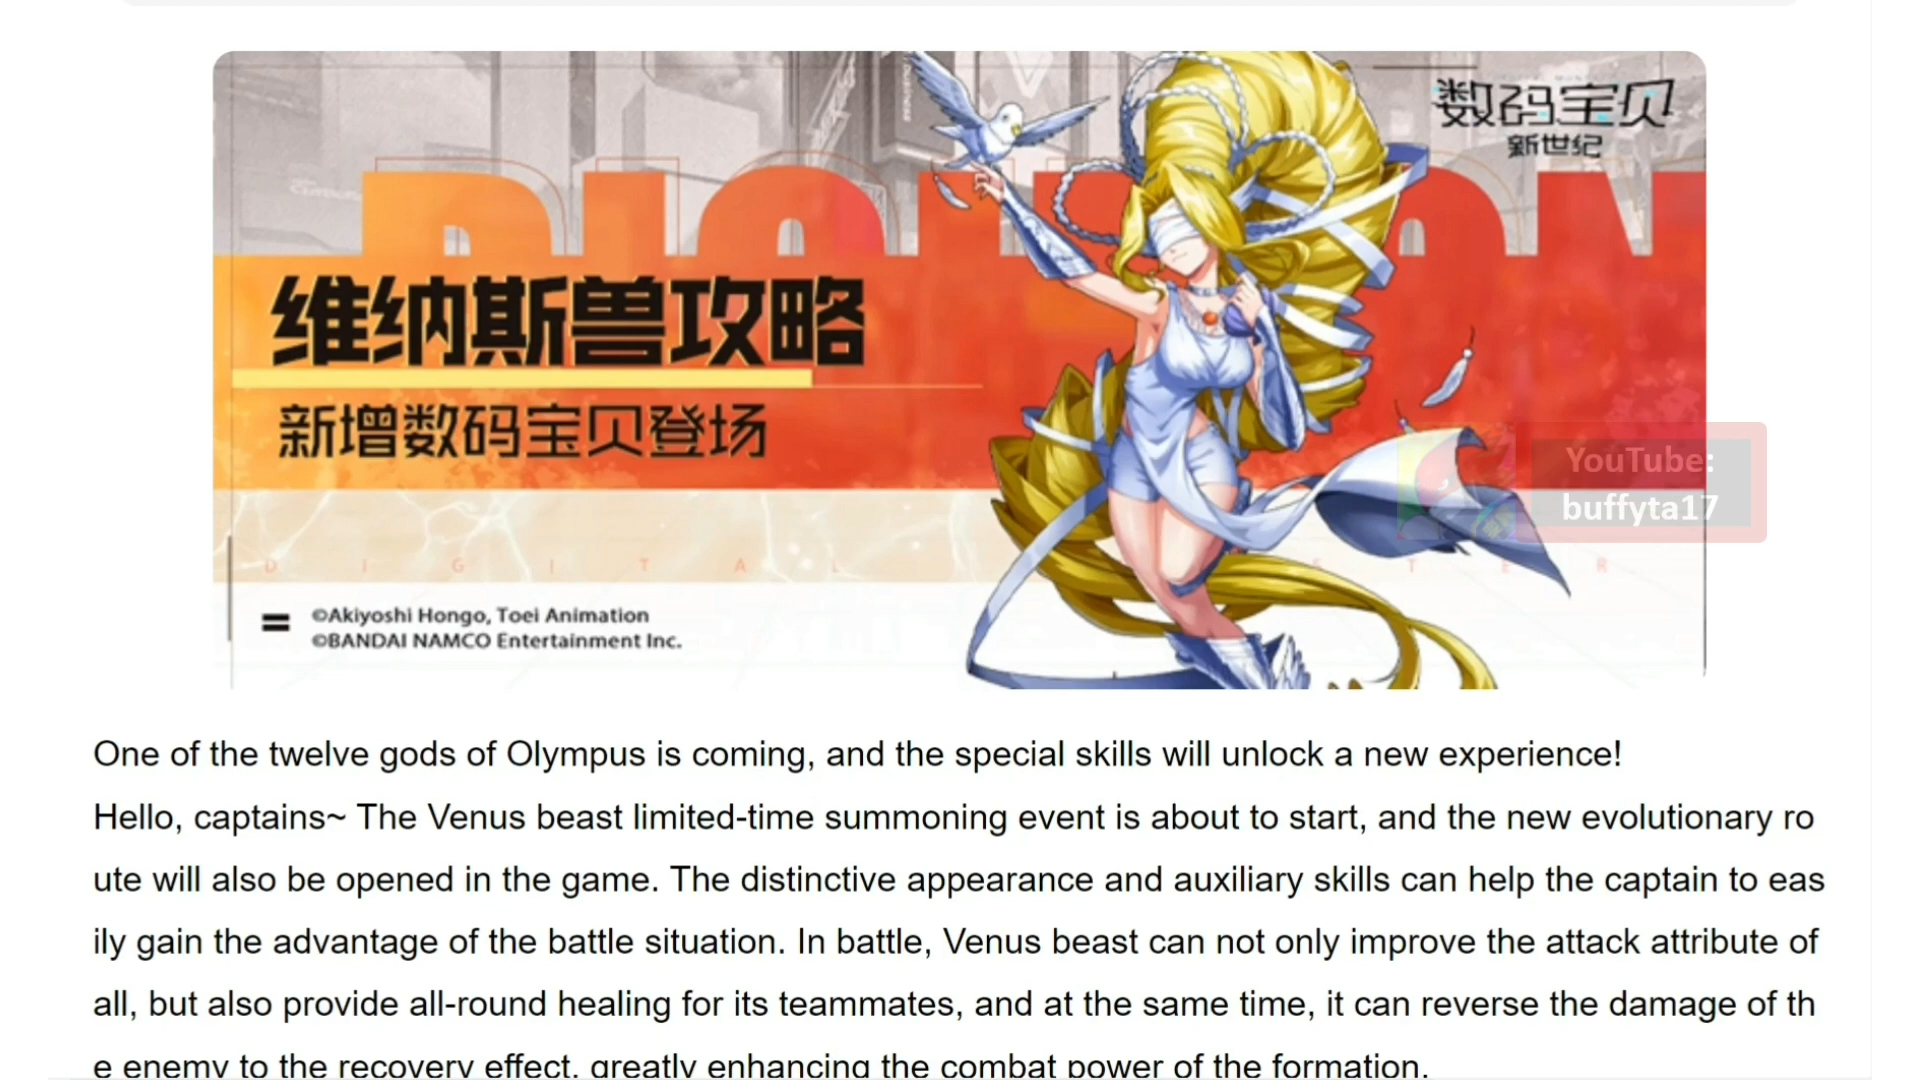 数码宝贝
新世纪
DIGIMON
维纳斯兽攻略
新增数码宝贝登场
YouTube:
buffyta17
D I G I T A L S T E R
©Akiyoshi Hongo, Toei Animation
©BANDAI NAMCO Entertainment Inc.
One of the twelve gods of Olympus is coming, and the special skills will unlock a new experience!
Hello, captains~ The Venus beast limited-time summoning event is about to start, and the new evolutionary ro
ute will also be opened in the game. The distinctive appearance and auxiliary skills can help the captain to eas
ily gain the advantage of the battle situation. In battle, Venus beast can not only improve the attack attribute of
all, but also provide all-round healing for its teammates, and at the same time, it can reverse the damage of th
e enemy to the recovery effect, greatly enhancing the combat power of the formation.